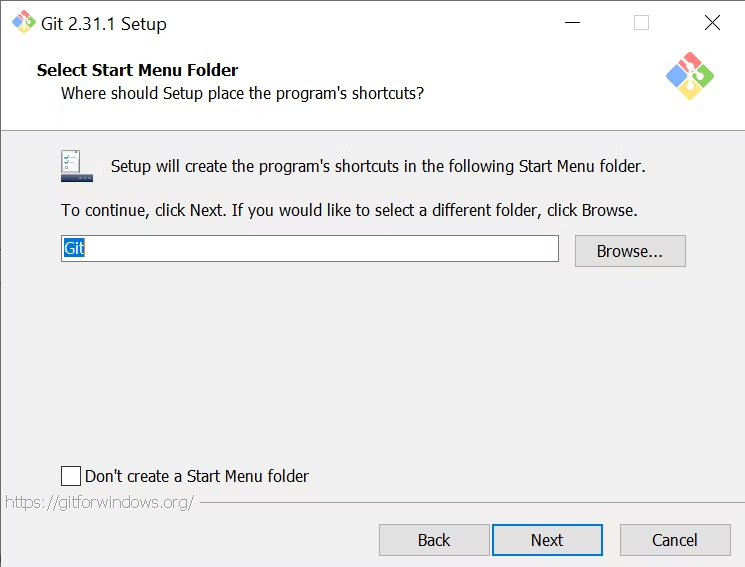 Git 2.31.1 Setup
Select Start Menu Folder
Where should Setup place the program's shortcuts?
Setup will create the program's shortcuts in the following Start Menu folder.
To continue, click Next. If you would like to select a different folder, click Browse.
Git
Browse...
Don't create a Start Menu folder
https://gitforwindows.org/
Back
Next
Cancel